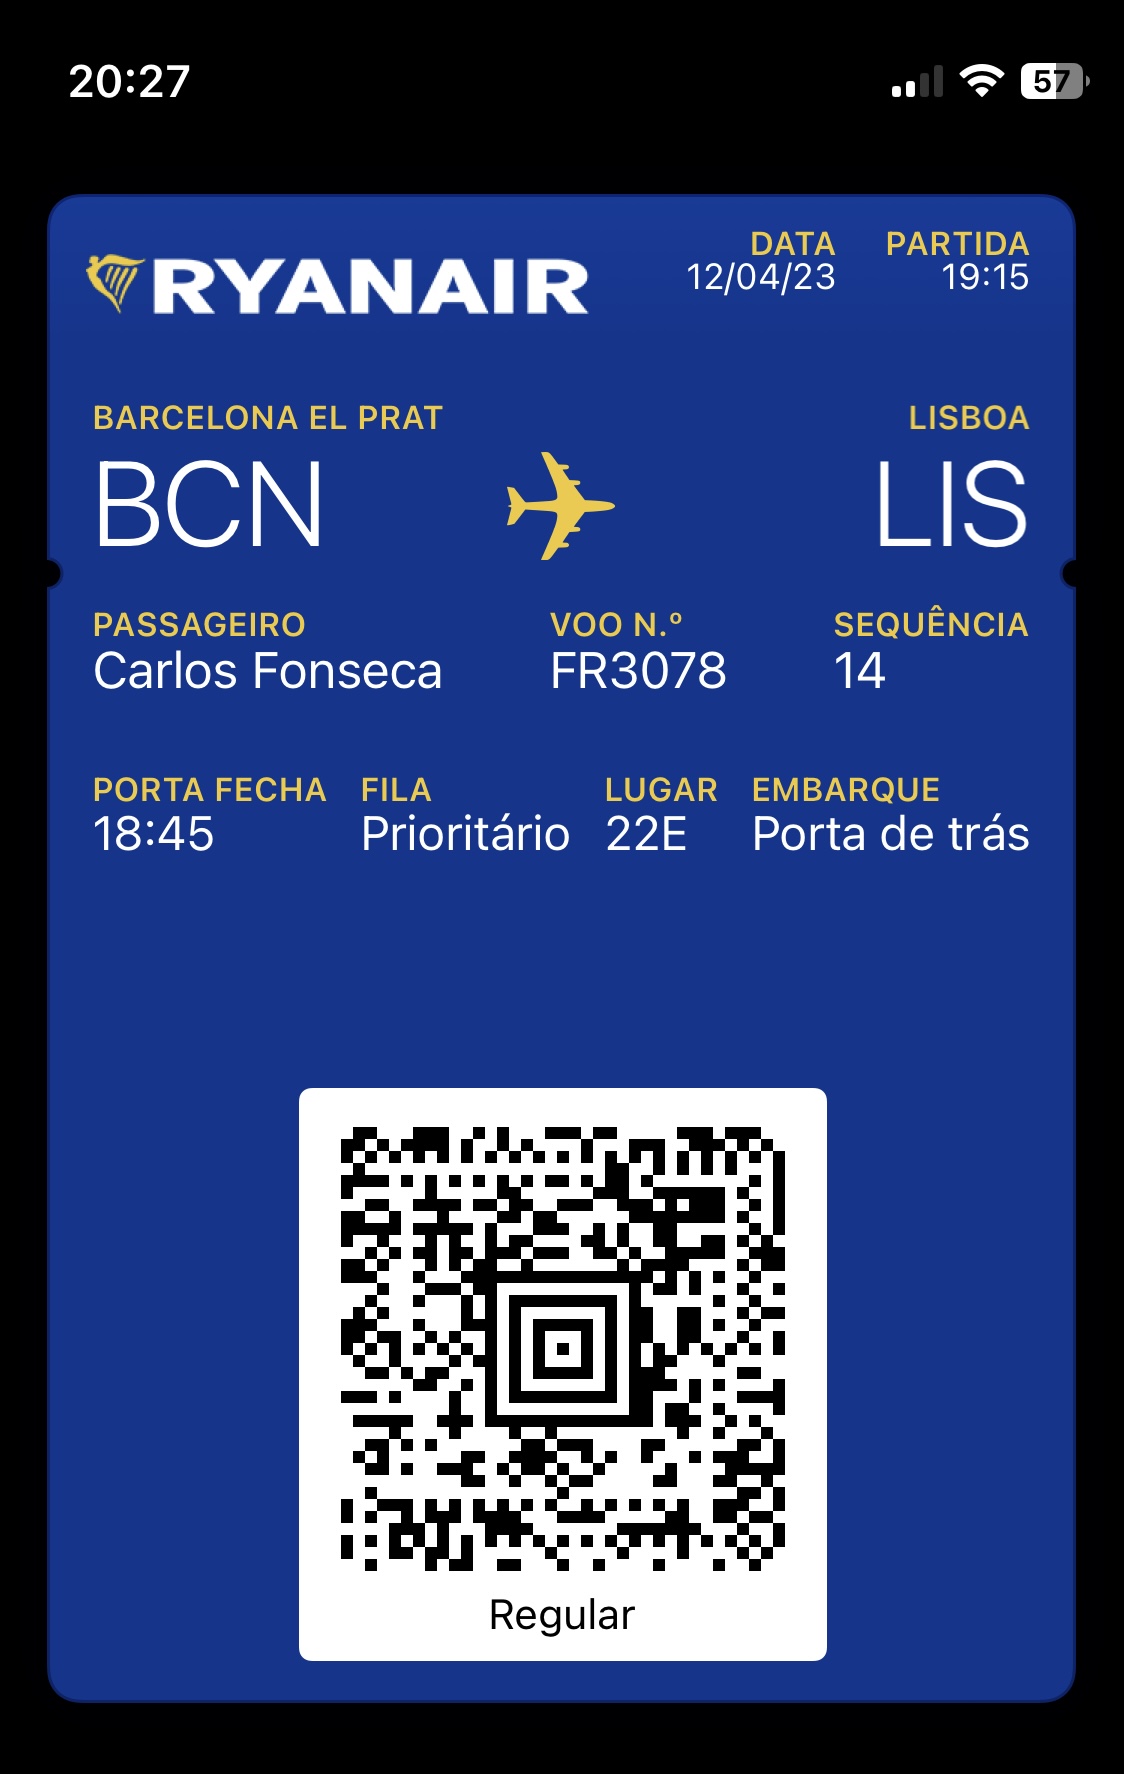 20:27
57
RYANAIR
DATA PARTIDA
12/04/23 19:15
BARCELONA EL PRAT LISBOA
BCN LIS
PASSAGEIRO VOO N.º SEQUÊNCIA
Carlos Fonseca FR3078 14
PORTA FECHA FILA LUGAR EMBARQUE
18:45 Prioritário 22E Porta de trás
Regular